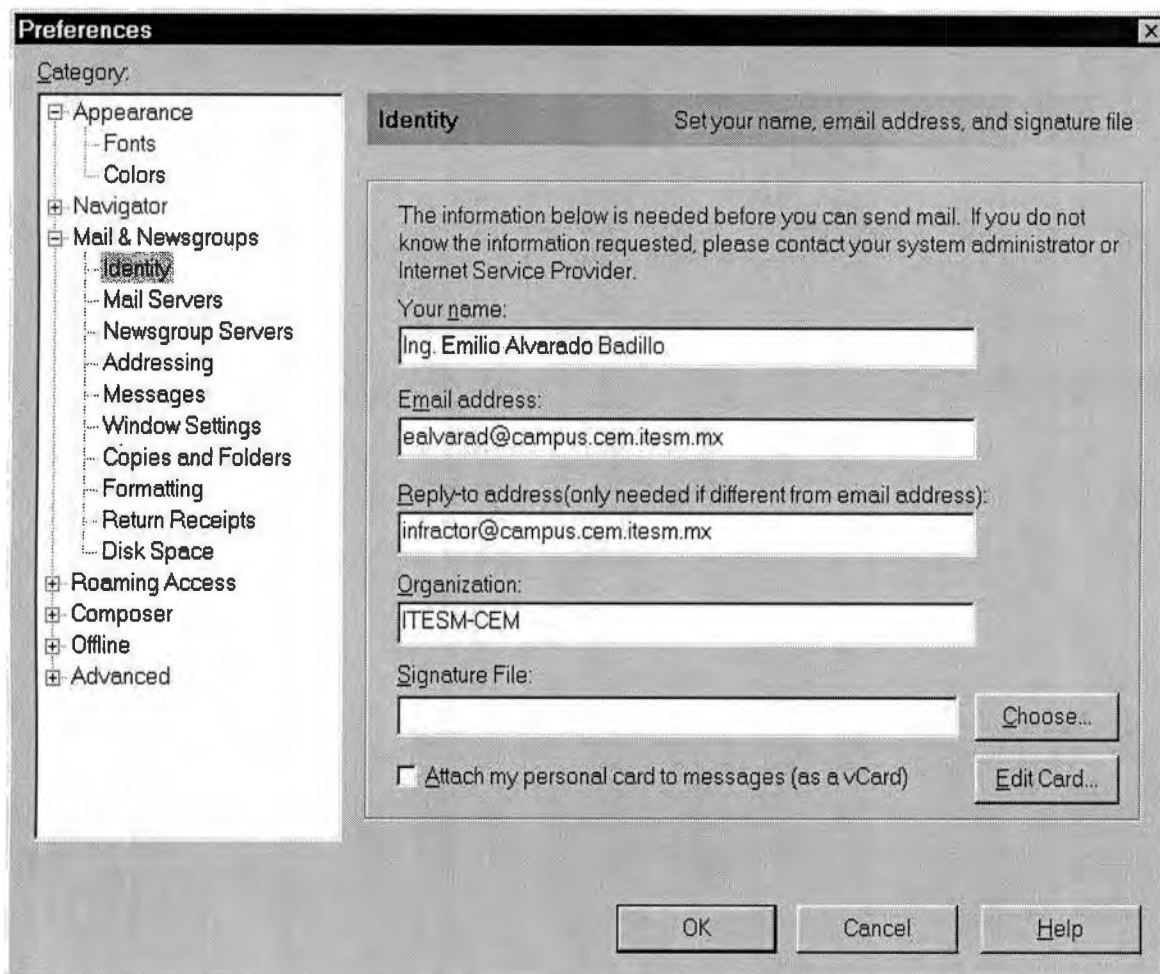 Preferences
Category:
Appearance
Fonts
Colors
Navigator
Mail & Newsgroups
Identity
Mail Servers
Newsgroup Servers
Addressing
Messages
Window Settings
Copies and Folders
Formatting
Return Receipts
Disk Space
Roaming Access
Composer
Offline
Advanced
Identity Set your name, email address, and signature file
The information below is needed before you can send mail. If you do not
know the information requested, please contact your system administrator or
Internet Service Provider.
Your name:
Ing. Emilio Alvarado Badillo
Email address:
ealvarad@campus.cem.itesm.mx
Reply-to address(only needed if different from email address):
infractor@campus.cem.itesm.mx
Organization:
ITESM-CEM
Signature File:
Choose...
Attach my personal card to messages (as a vCard)
Edit Card...
OK Cancel Help